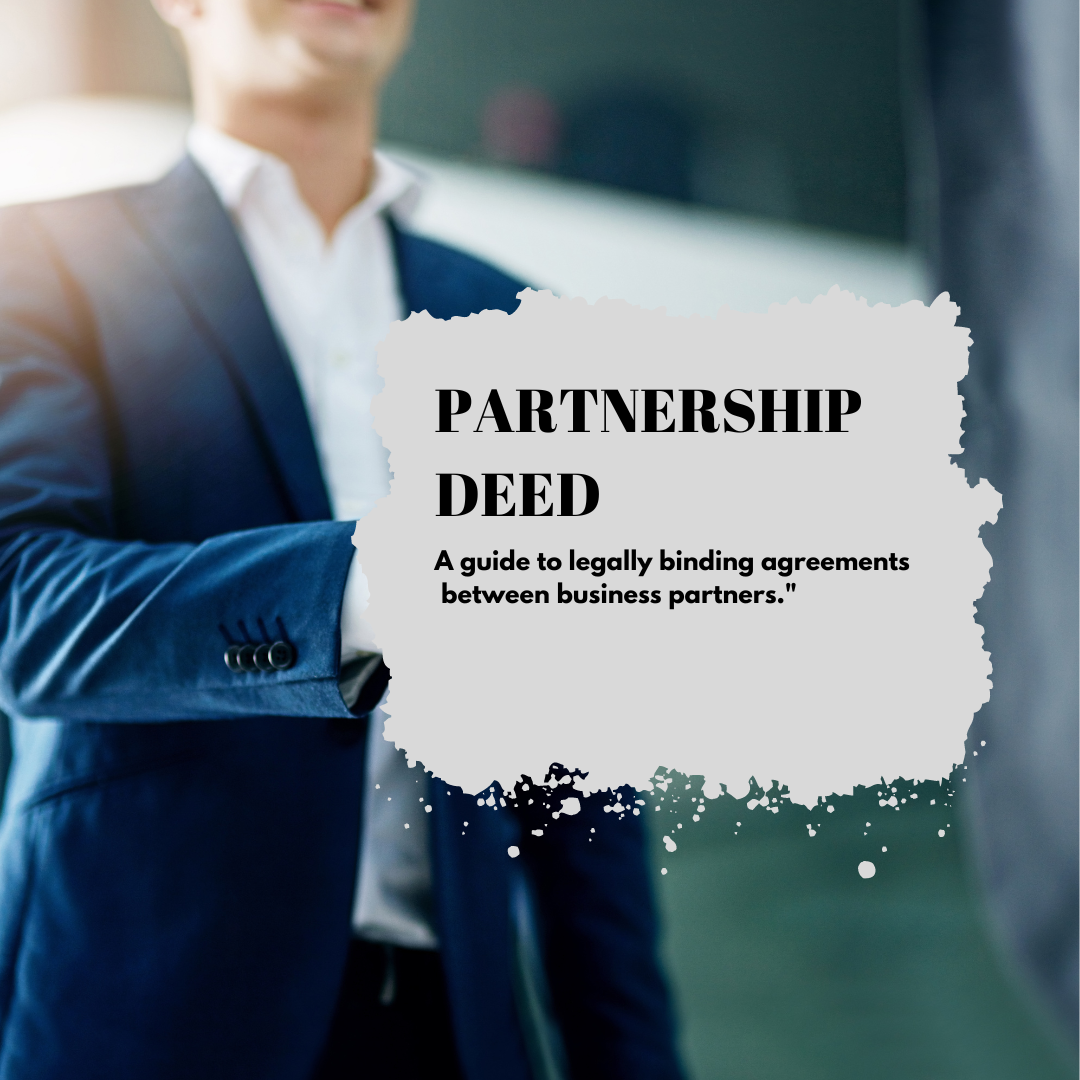 PARTNERSHIP
DEED
A guide to legally binding agreements
between business partners."